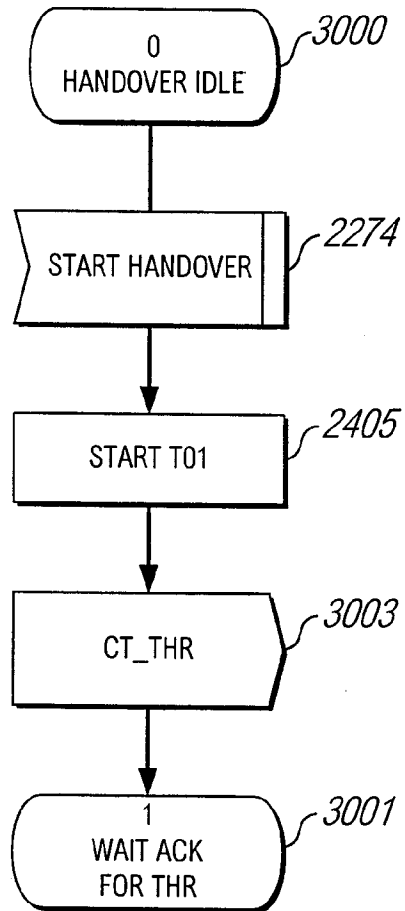 0
HANDOVER IDLE
3000
START HANDOVER
2274
START T01
2405
CT_THR
3003
1
WAIT ACK
FOR THR
3001